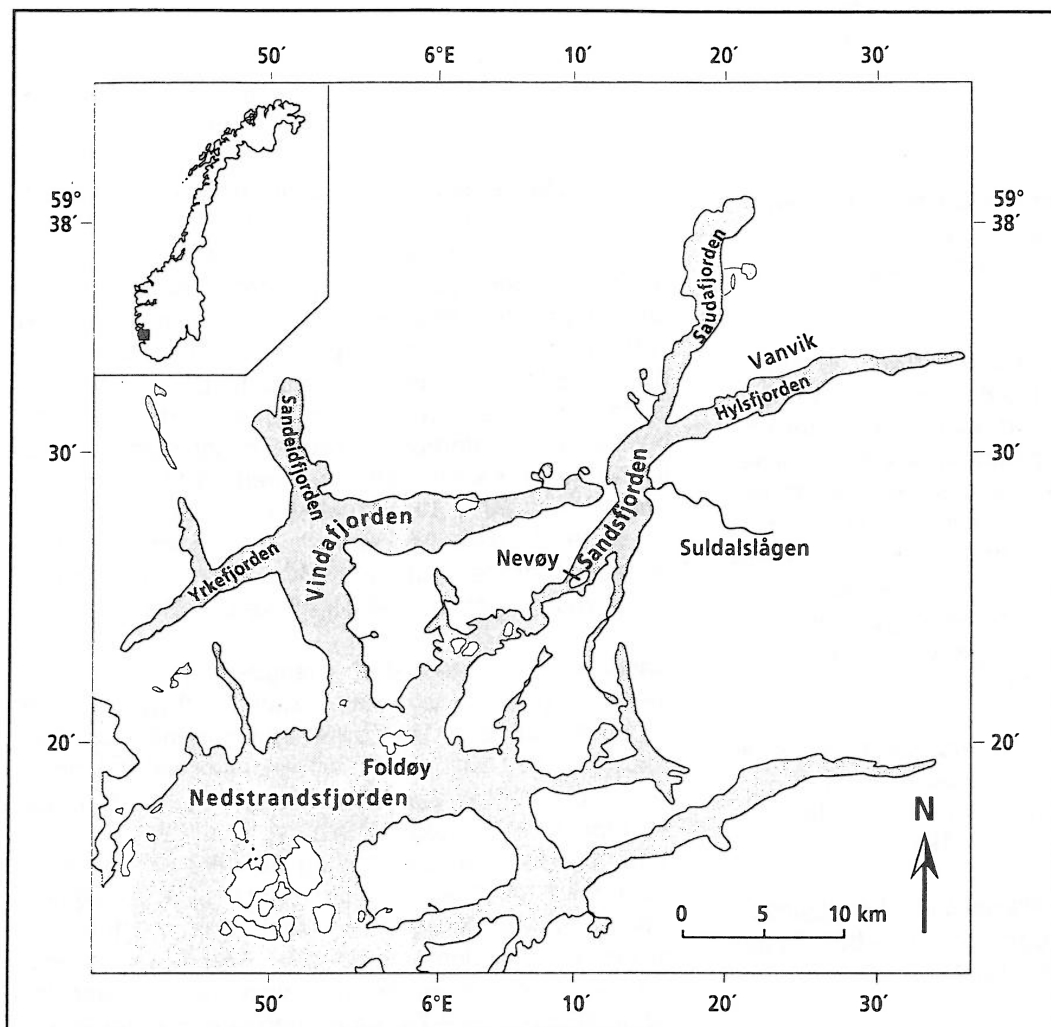 50´ 6°E 10´ 20´ 30´
59°
38´
59°
38´
Saudafjorden
Vanvik
Hylsfjorden
Sandeidfjorden
30´
30´
Sandsfjorden
Vindafjorden
Suldalslågen
Nevøy
Yrkefjorden
20´
20´
Foldøy
Nedstrandsfjorden
N
0 5 10 km
50´ 6°E 10´ 20´ 30´